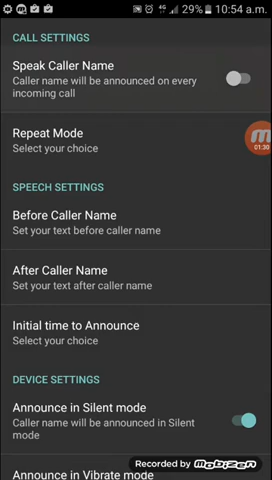 29% 10:54 a.m.
CALL SETTINGS
Speak Caller Name
Caller name will be announced on every
incoming call
Repeat Mode
Select your choice
01:30
SPEECH SETTINGS
Before Caller Name
Set your text before caller name
After Caller Name
Set your text after caller name
Initial time to Announce
Select your choice
DEVICE SETTINGS
Announce in Silent mode
Caller name will be announced in Silent
mode
Recorded by mobizen
Announce in Vibrate mode